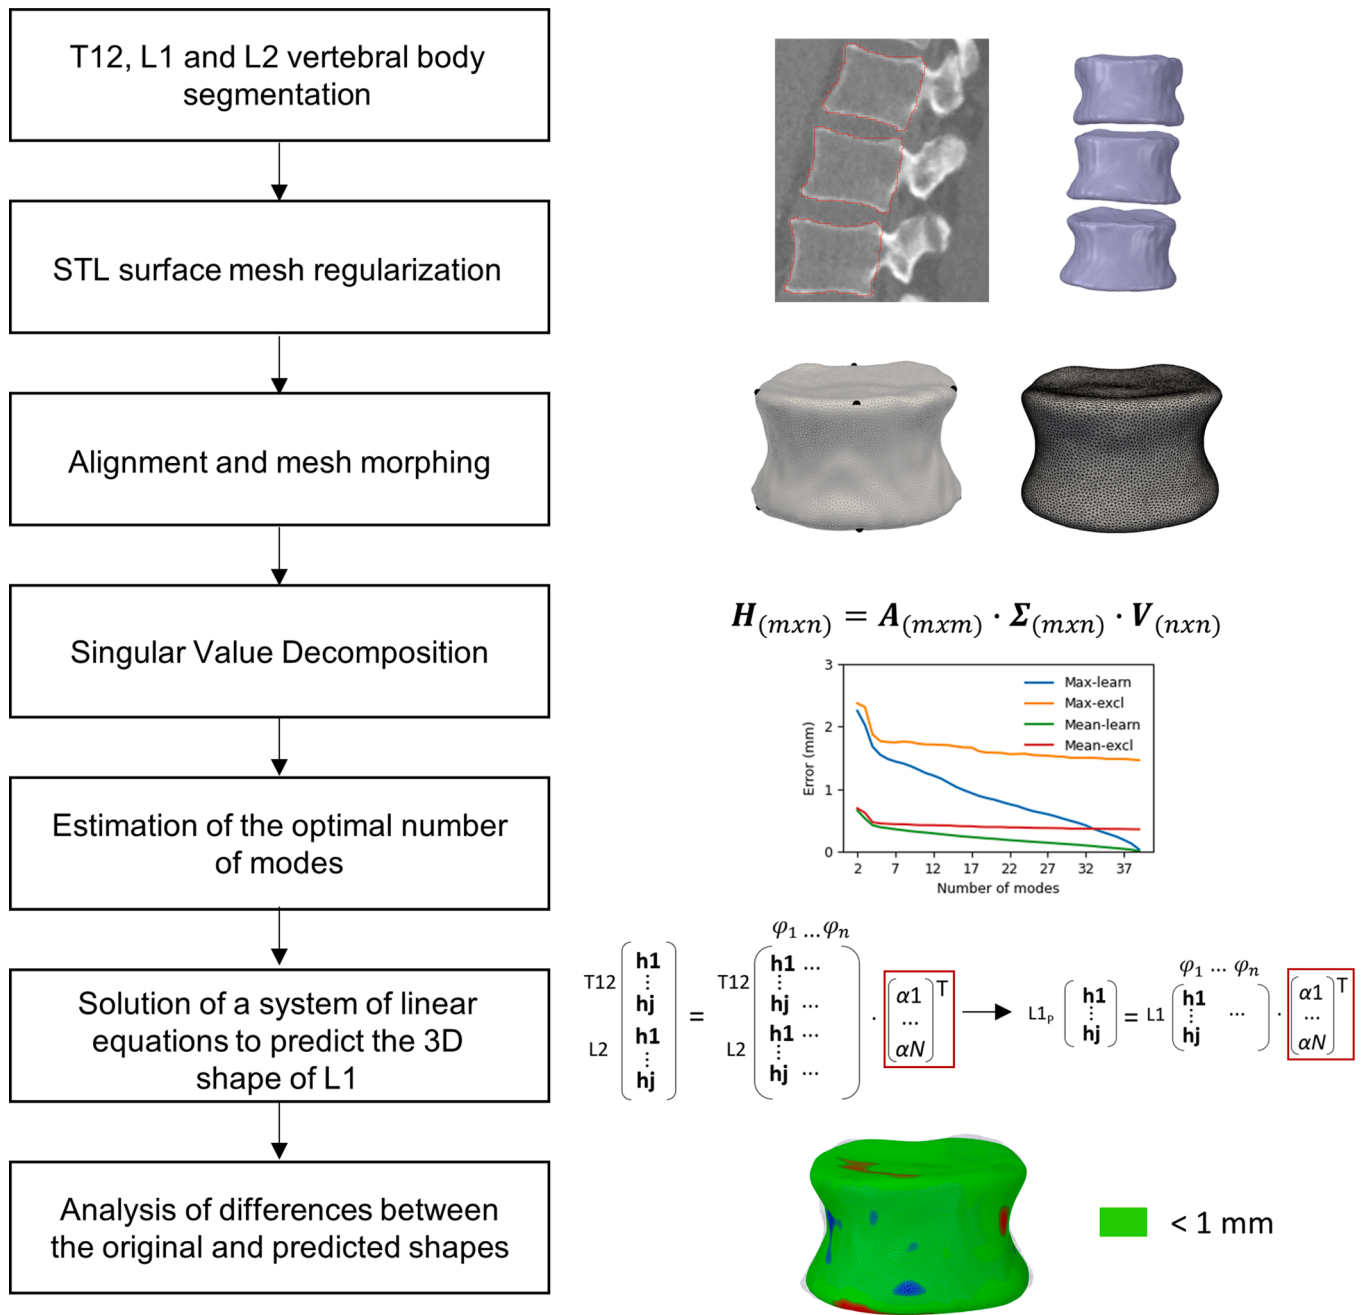 T12, L1 and L2 vertebral body
segmentation
STL surface mesh regularization
Alignment and mesh morphing
Singular Value Decomposition
H(mxn) = A(mxm) · Σ(mxn) · V(nxn)
3
2
1
0
Error (mm)
Max-learn
Max-excl
Mean-learn
Mean-excl
2 7 12 17 22 27 32 37
Number of modes
Estimation of the optimal number
of modes
Solution of a system of linear
equations to predict the 3D
shape of L1
φ1 ... φn
T12 h1 = T12 h1 ...
⋮ ⋮
hj hj ...
L2 h1 L2 h1 ...
⋮ ⋮
hj hj ...
· α1 T
...
αN
φ1 ... φn
L1P h1 = L1 h1 ...
⋮ ⋮
hj hj
· α1 T
...
αN
Analysis of differences between
the original and predicted shapes
< 1 mm